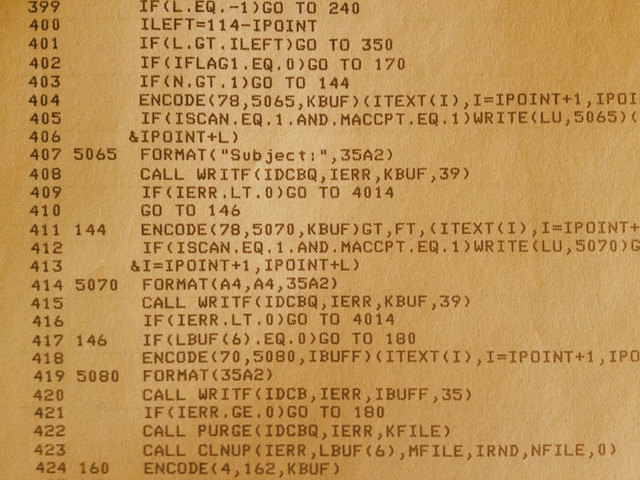 399 IF(L.EQ.-1)GO TO 240
400 ILEFT=114-IPOINT
401 IF(L.GT.ILEFT)GO TO 350
402 IF(IFLAG1.EQ.0)GO TO 170
403 IF(N.GT.1)GO TO 144
404 ENCODE(78,5065,KBUF)(ITEXT(I),I=IPOINT+1,IPOI
405 IF(ISCAN.EQ.1.AND.MACCPT.EQ.1)WRITE(LU,5065)(
406 &IPOINT+L)
407 5065 FORMAT("Subject:",35A2)
408 CALL WRITF(IDCBQ,IERR,KBUF,39)
409 IF(IERR.LT.0)GO TO 4014
410 GO TO 146
411 144 ENCODE(78,5070,KBUF)GT,FT,(ITEXT(I),I=IPOINT+
412 IF(ISCAN.EQ.1.AND.MACCPT.EQ.1)WRITE(LU,5070)G
413 &I=IPOINT+1,IPOINT+L)
414 5070 FORMAT(A4,A4,35A2)
415 CALL WRITF(IDCBQ,IERR,KBUF,39)
416 IF(IERR.LT.0)GO TO 4014
417 146 IF(LBUF(6).EQ.0)GO TO 180
418 ENCODE(70,5080,IBUFF)(ITEXT(I),I=IPOINT+1,IPO
419 5080 FORMAT(35A2)
420 CALL WRITF(IDCB,IERR,IBUFF,35)
421 IF(IERR.GE.0)GO TO 180
422 CALL PURGE(IDCBQ,IERR,KFILE)
423 CALL CLNUP(IERR,LBUF(6),MFILE,IRND,NFILE,0)
424 160 ENCODE(4,162,KBUF)